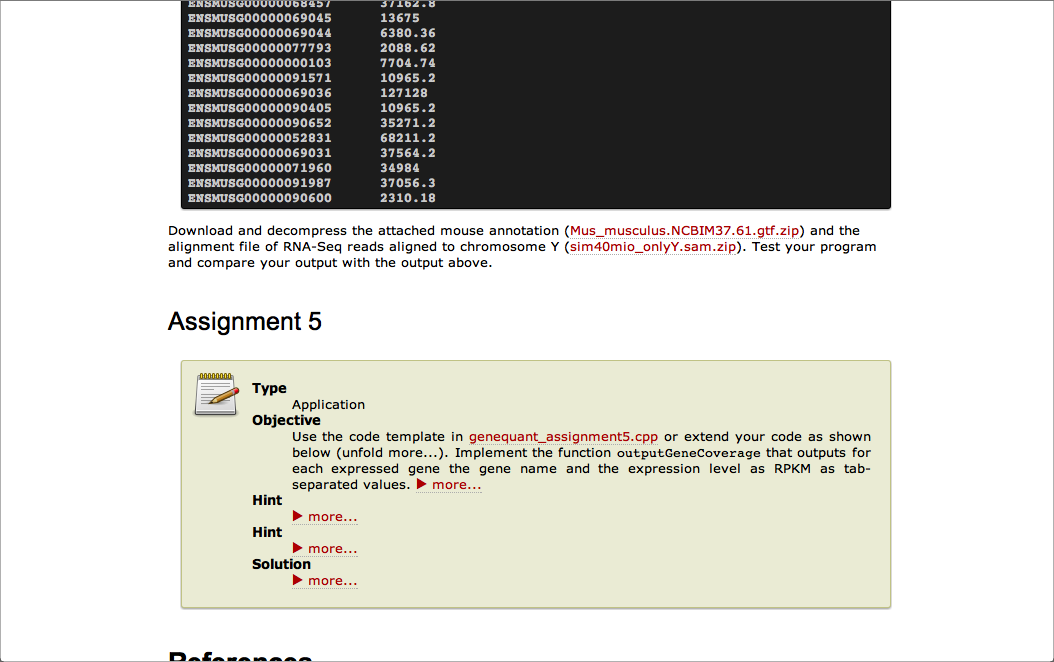 ENSMUSG00000068457 37162.8
ENSMUSG00000069045 13675
ENSMUSG00000069044 6380.36
ENSMUSG00000077793 2088.62
ENSMUSG00000000103 7704.74
ENSMUSG00000091571 10965.2
ENSMUSG00000069036 127128
ENSMUSG00000090405 10965.2
ENSMUSG00000090652 35271.2
ENSMUSG00000052831 68211.2
ENSMUSG00000069031 37564.2
ENSMUSG00000071960 34984
ENSMUSG00000091987 37056.3
ENSMUSG00000090600 2310.18
Download and decompress the attached mouse annotation (Mus_musculus.NCBIM37.61.gtf.zip) and the
alignment file of RNA-Seq reads aligned to chromosome Y (sim40mio_onlyY.sam.zip). Test your program
and compare your output with the output above.
Assignment 5
Type
Application
Objective
Use the code template in genequant_assignment5.cpp or extend your code as shown
below (unfold more...). Implement the function outputGeneCoverage that outputs for
each expressed gene the gene name and the expression level as RPKM as tab-
separated values. ▶ more...
Hint
▶ more...
Hint
▶ more...
Solution
▶ more...
References